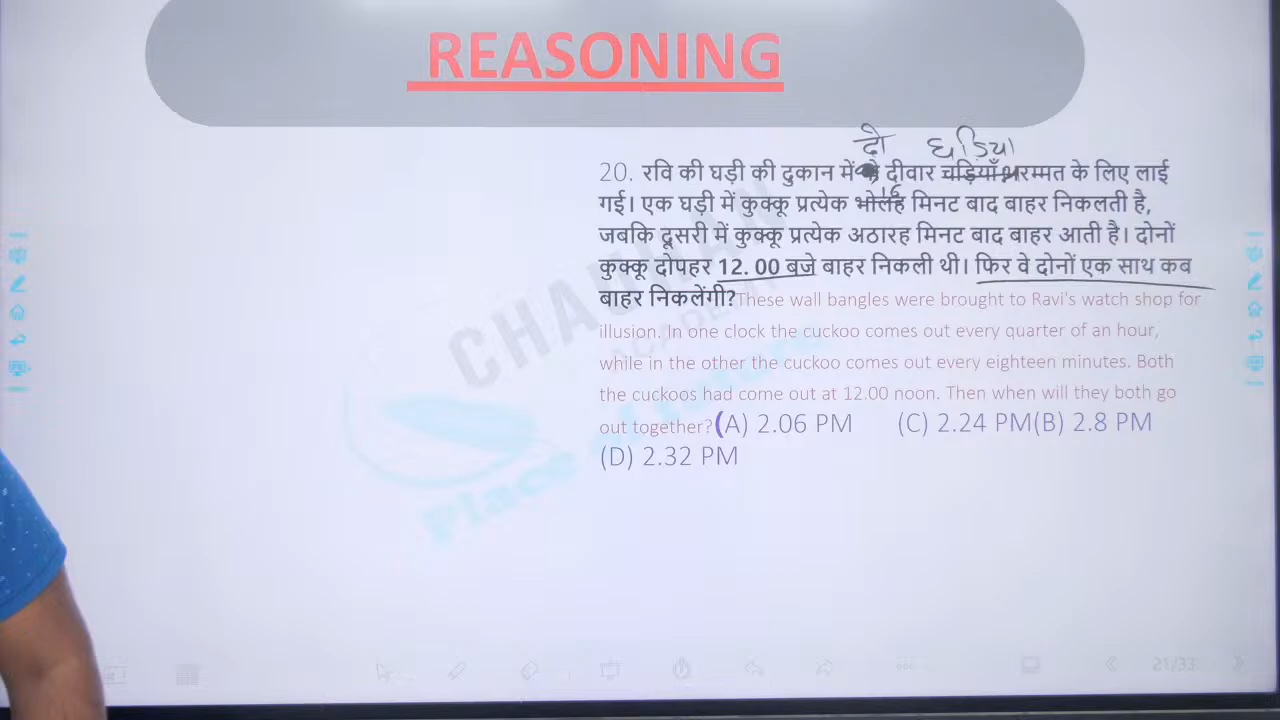 REASONING
दो घड़िया
20. रवि की घड़ी की दुकान में दीवार चड़ियाँ मरम्मत के लिए लाई
16
गई। एक घड़ी में कुक्कू प्रत्येक भोलह मिनट बाद बाहर निकलती है,
जबकि दूसरी में कुक्कू प्रत्येक अठारह मिनट बाद बाहर आती है। दोनों
कुक्कू दोपहर 12. 00 बजे बाहर निकली थी। फिर वे दोनों एक साथ कब
बाहर निकलेंगी?These wall bangles were brought to Ravi's watch shop for
illusion. In one clock the cuckoo comes out every quarter of an hour,
while in the other the cuckoo comes out every eighteen minutes. Both
the cuckoos had come out at 12.00 noon. Then when will they both go
out together?(A) 2.06 PM (C) 2.24 PM(B) 2.8 PM
(D) 2.32 PM
CHAUHAN
21/33